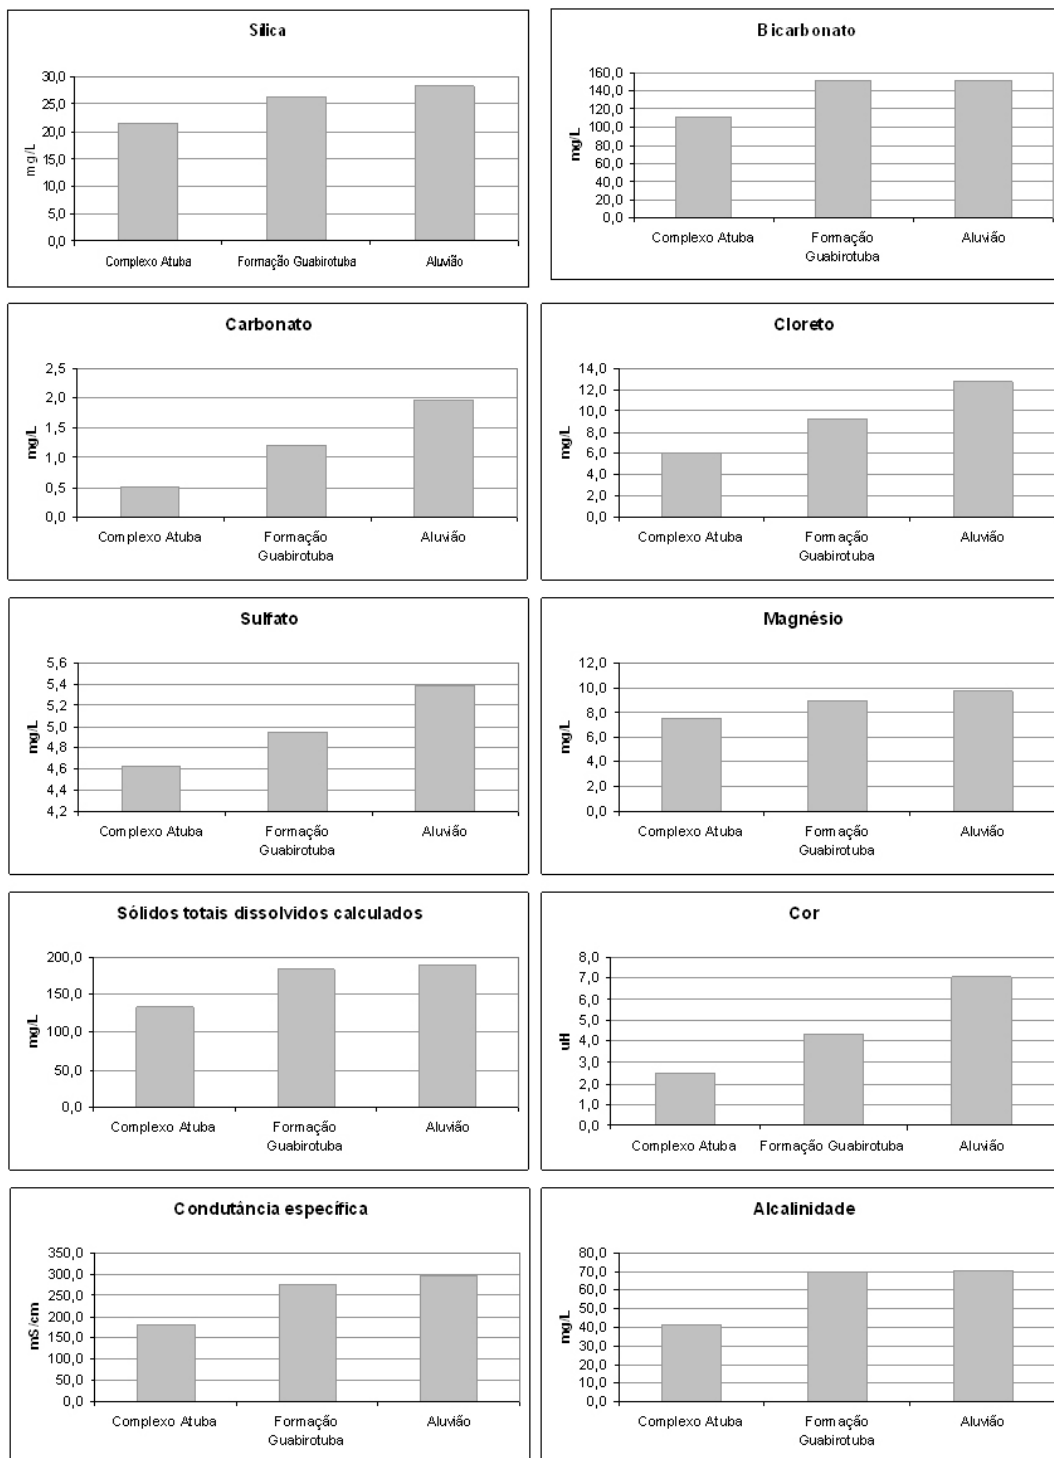 Sílica
mg/L
30,0
25,0
20,0
15,0
10,0
5,0
0,0
Complexo Atuba
Formação Guabirotuba
Aluvião
Bicarbonato
mg/L
160,0
140,0
120,0
100,0
80,0
60,0
40,0
20,0
0,0
Complexo Atuba
Formação
Guabirotuba
Aluvião
Carbonato
mg/L
2,5
2,0
1,5
1,0
0,5
0,0
Complexo Atuba
Formação
Guabirotuba
Aluvião
Cloreto
mg/L
14,0
12,0
10,0
8,0
6,0
4,0
2,0
0,0
Complexo Atuba
Formação
Guabirotuba
Aluvião
Sulfato
mg/L
5,6
5,4
5,2
5,0
4,8
4,6
4,4
4,2
Complexo Atuba
Formação
Guabirotuba
Aluvião
Magnésio
mg/L
12,0
10,0
8,0
6,0
4,0
2,0
0,0
Complexo Atuba
Formação
Guabirotuba
Aluvião
Sólidos totais dissolvidos calculados
mg/L
200,0
150,0
100,0
50,0
0,0
Complexo Atuba
Formação
Guabirotuba
Aluvião
Cor
uH
8,0
7,0
6,0
5,0
4,0
3,0
2,0
1,0
0,0
Complexo Atuba
Formação Guabirotuba
Aluvião
Condutância específica
mS/cm
350,0
300,0
250,0
200,0
150,0
100,0
50,0
0,0
Complexo Atuba
Formação
Guabirotuba
Aluvião
Alcalinidade
mg/L
80,0
70,0
60,0
50,0
40,0
30,0
20,0
10,0
0,0
Complexo Atuba
Formação
Guabirotuba
Aluvião